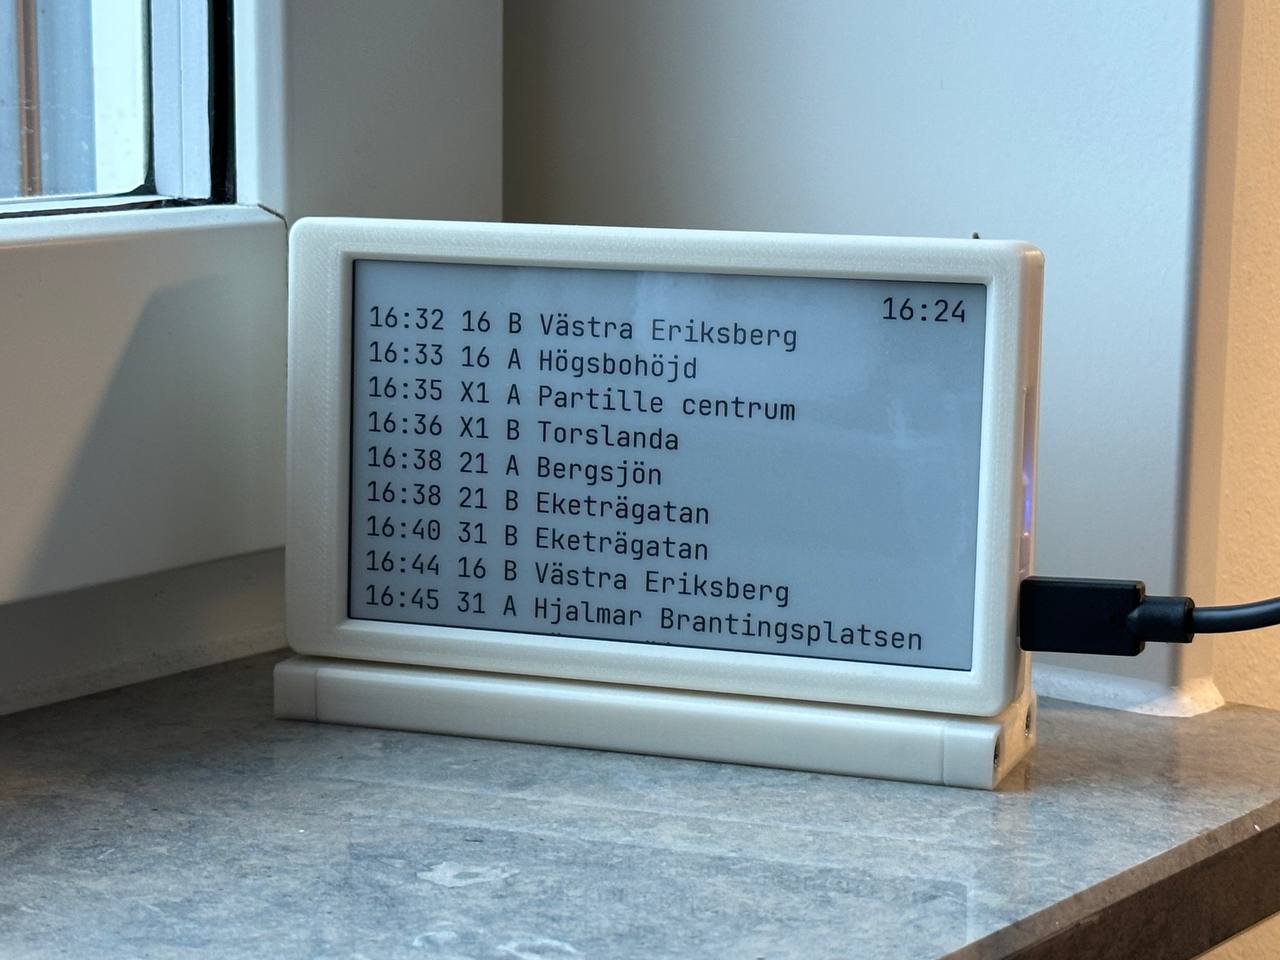 16:24
16:32 16 B Västra Eriksberg
16:33 16 A Högsbohöjd
16:35 X1 A Partille centrum
16:36 X1 B Torslanda
16:38 21 A Bergsjön
16:38 21 B Eketrägatan
16:40 31 B Eketrägatan
16:44 16 B Västra Eriksberg
16:45 31 A Hjalmar Brantingsplatsen